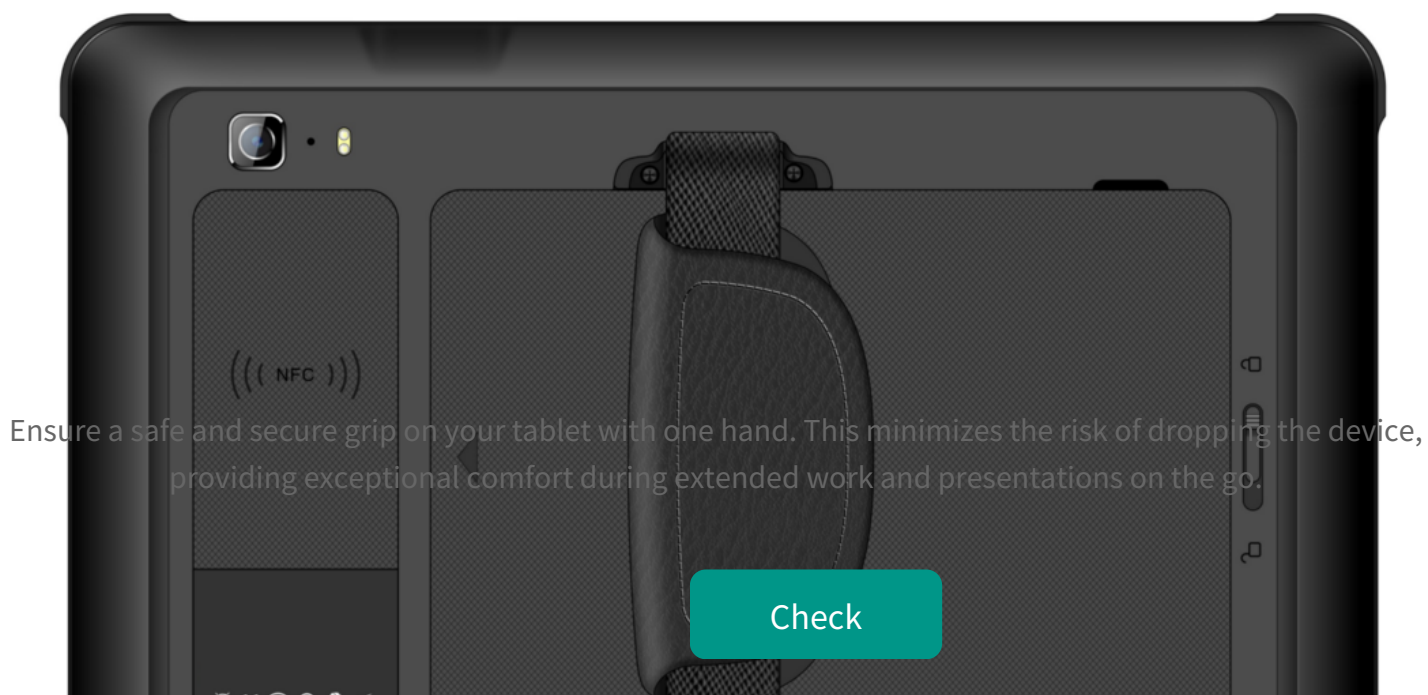 NFC
Ensure a safe and secure grip on your tablet with one hand. This minimizes the risk of dropping the device,
providing exceptional comfort during extended work and presentations on the go.
Check